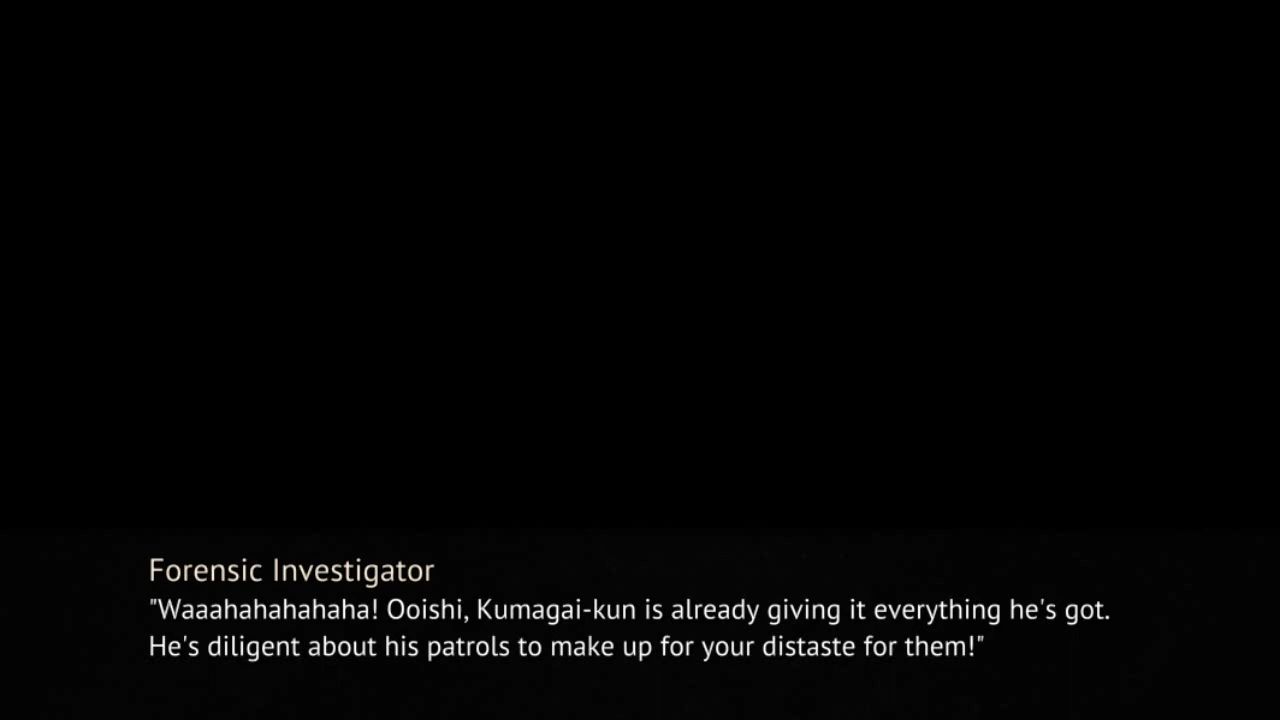 Forensic Investigator
"Waaahahahahaha! Ooishi, Kumagai-kun is already giving it everything he's got.
He's diligent about his patrols to make up for your distaste for them!"